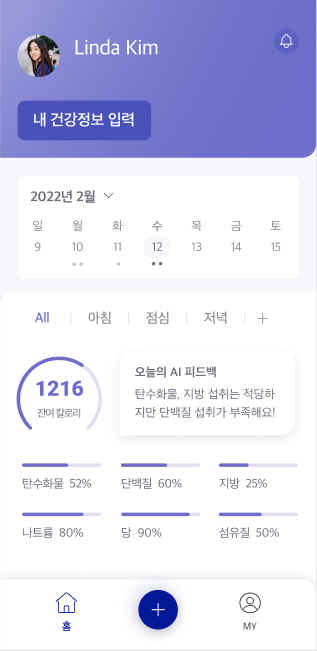 Linda Kim
내 건강정보 입력
2022년 2월
일 월 화 수 목 금 토
9 10 11 12 13 14 15
All 아침 점심 저녁 +
1216
잔여 칼로리
오늘의 AI 피드백
탄수화물, 지방 섭취는 적당하
지만 단백질 섭취가 부족해요!
탄수화물 52% 단백질 60% 지방 25%
나트륨 80% 당 90% 섬유질 50%
홈 MY